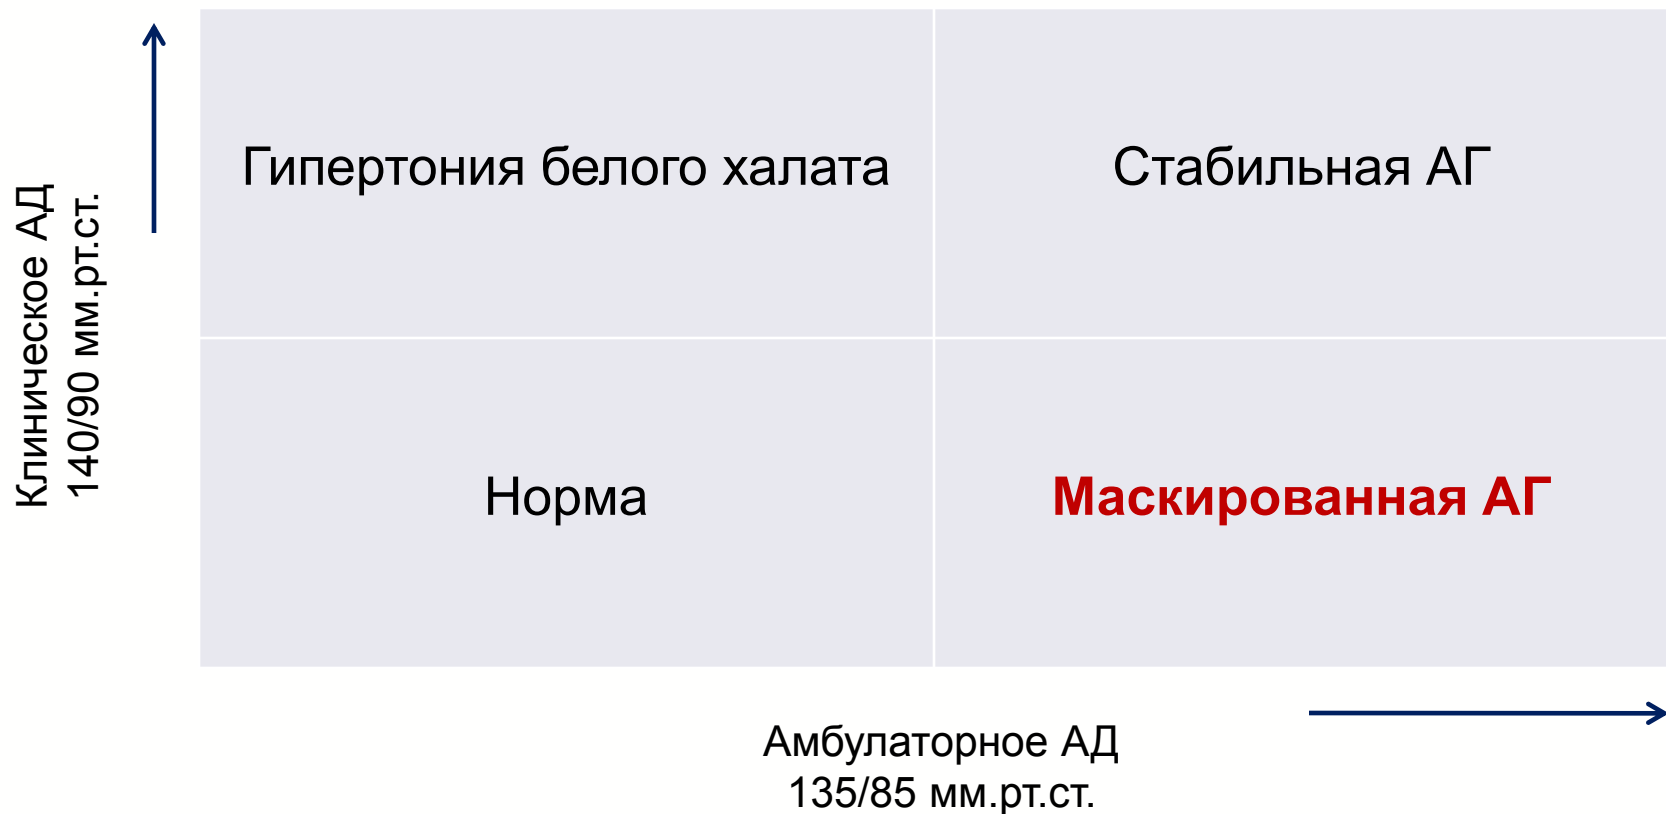 Клиническое АД
140/90 мм.рт.ст.
Гипертония белого халата
Стабильная АГ
Норма
Маскированная АГ
Амбулаторное АД
135/85 мм.рт.ст.